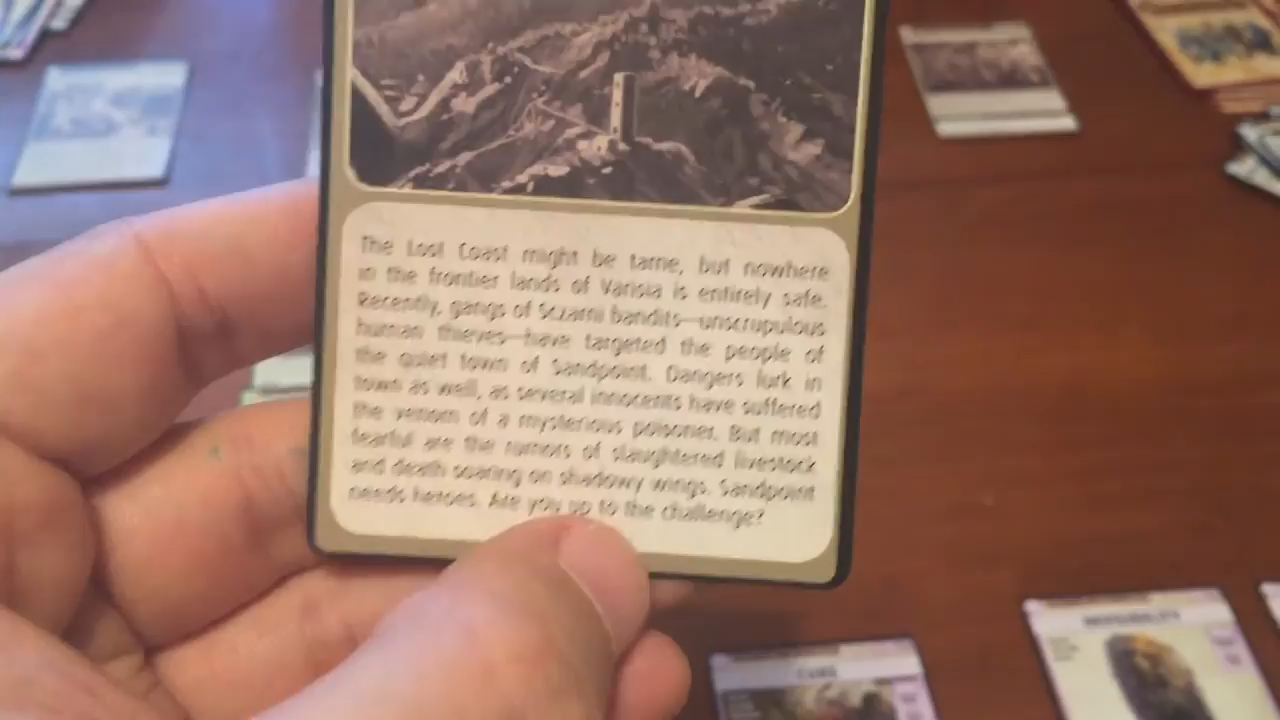 The Lost Coast might be tame, but nowhere
in the frontier lands of Varisia is entirely safe.
Recently, gangs of Sczarni bandits—unscrupulous
human thieves—have targeted the people of
the quiet town of Sandpoint. Dangers lurk in
town as well, as several innocents have suffered
the venom of a mysterious poisoner. But most
fearful are the rumors of slaughtered livestock
and death soaring on shadowy wings. Sandpoint
needs heroes. Are you up to the challenge?
CURE
INVISIBILITY